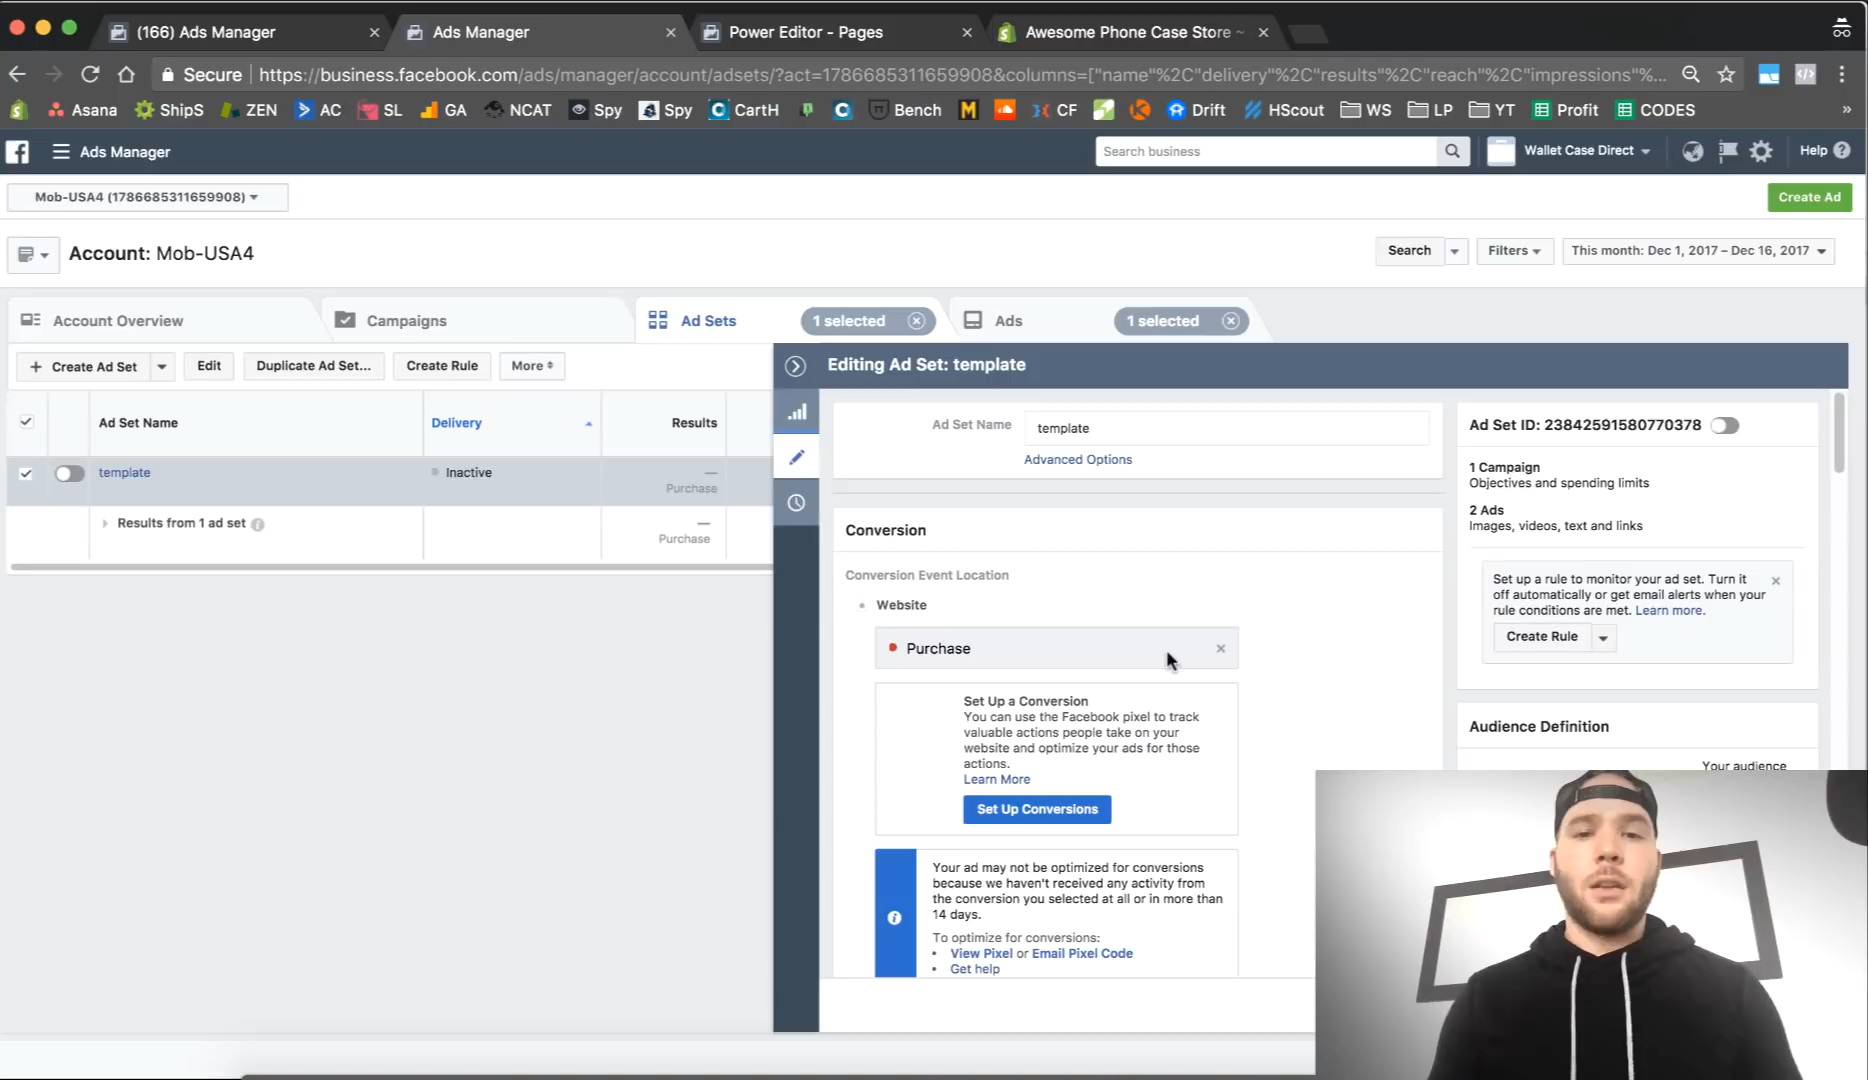 (166) Ads Manager
Ads Manager
Power Editor - Pages
Awesome Phone Case Store ~
Secure
https://business.facebook.com/ads/manager/account/adsets/?act=1786685311659908&columns=["name"%2C"delivery"%2C"results"%2C"reach"%2C"impressions"%...
Asana
ShipS
ZEN
AC
SL
GA
NCAT
Spy
Spy
CartH
Bench
CF
Drift
HScout
WS
LP
YT
Profit
CODES
»
Ads Manager
Search business
Wallet Case Direct
Help
Mob-USA4 (1786685311659908)
Create Ad
Account: Mob-USA4
Search
Filters
This month: Dec 1, 2017 – Dec 16, 2017
Account Overview
Campaigns
Ad Sets
1 selected
Ads
1 selected
+ Create Ad Set
Edit
Duplicate Ad Set...
Create Rule
More
Ad Set Name
Delivery
Results
template
Inactive
—
Purchase
Results from 1 ad set
—
Purchase
Editing Ad Set: template
Ad Set Name
template
Advanced Options
Conversion
Conversion Event Location
Website
Purchase
Set Up a Conversion
You can use the Facebook pixel to track
valuable actions people take on your
website and optimize your ads for those
actions.
Learn More
Set Up Conversions
Your ad may not be optimized for conversions
because we haven't received any activity from
the conversion you selected at all or in more than
14 days.
To optimize for conversions:
• View Pixel or Email Pixel Code
• Get help
Ad Set ID: 23842591580770378
1 Campaign
Objectives and spending limits
2 Ads
Images, videos, text and links
Set up a rule to monitor your ad set. Turn it
off automatically or get email alerts when your
rule conditions are met. Learn more.
Create Rule
Audience Definition
Your audience